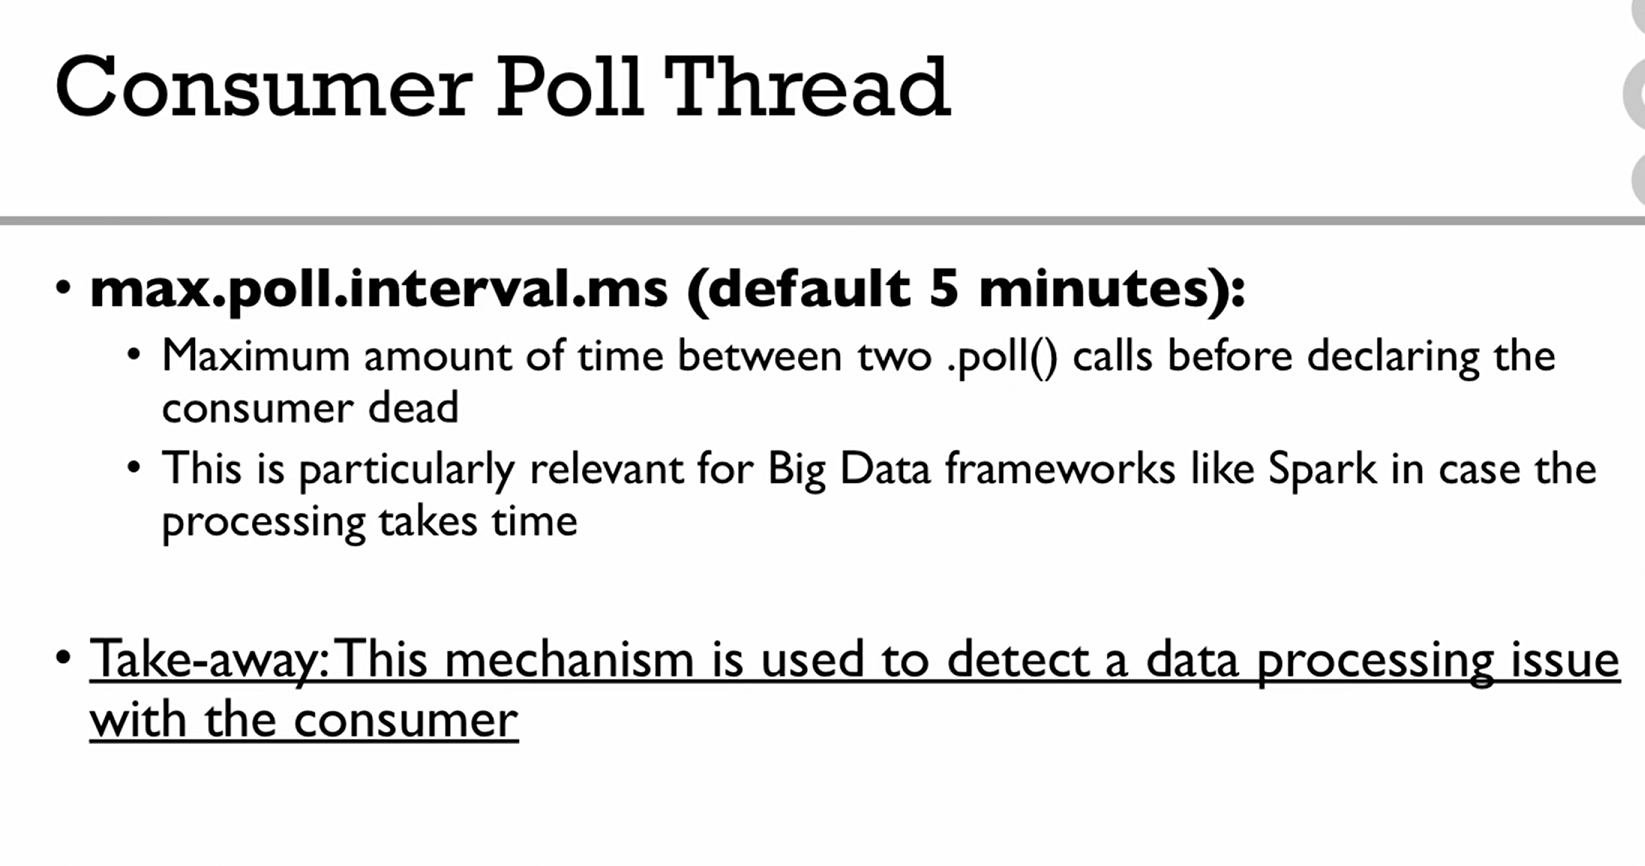 Consumer Poll Thread
• max.poll.interval.ms (default 5 minutes):
• Maximum amount of time between two .poll() calls before declaring the
consumer dead
• This is particularly relevant for Big Data frameworks like Spark in case the
processing takes time
• Take-away: This mechanism is used to detect a data processing issue
with the consumer